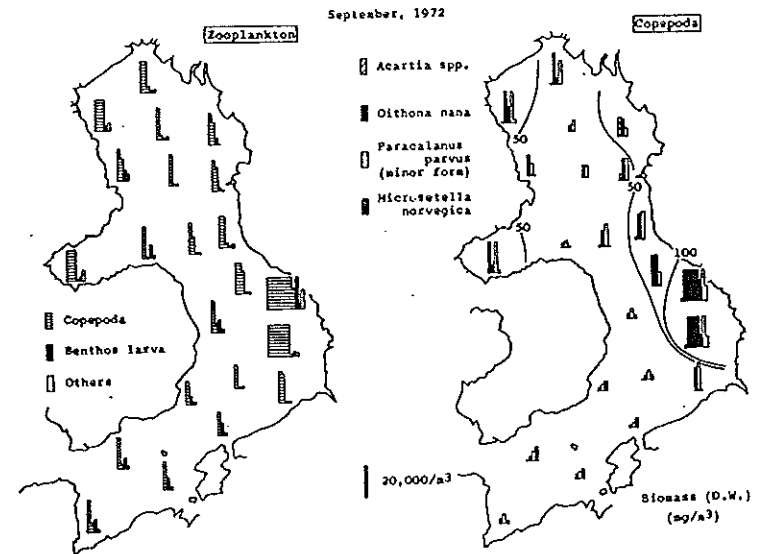 September, 1972
Zooplankton
Copepoda
Acartia spp.
Oithona nana
Paracalanus
parvus
(minor form)
Microsetella
norvegica
50
50
50
100
Copepoda
Benthos larva
Others
20,000/m3
Biomass (D.W.)
(mg/m3)